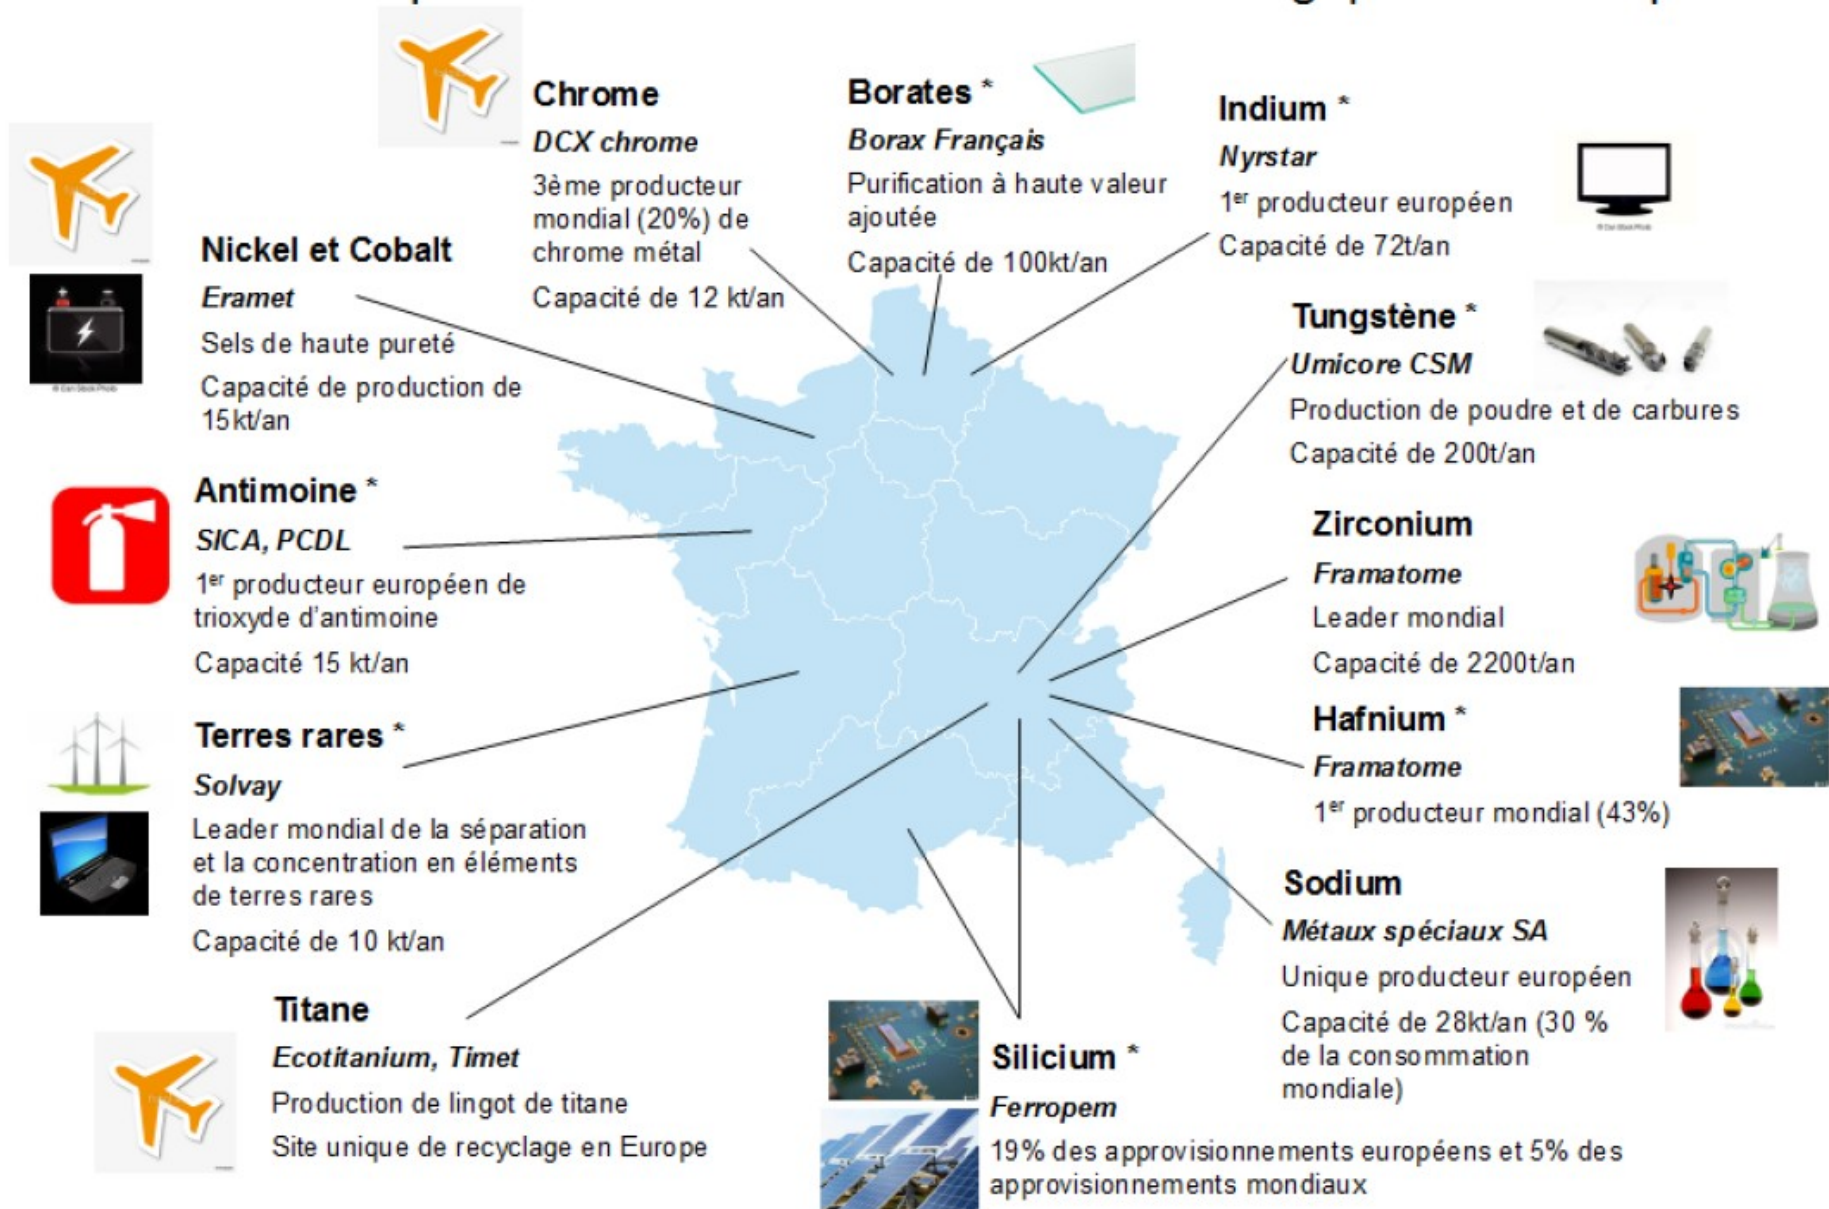 Chrome
DCX chrome
3ème producteur
mondial (20%) de
chrome métal
Capacité de 12 kt/an
Borates *
Borax Français
Purification à haute valeur
ajoutée
Capacité de 100kt/an
Indium *
Nyrstar
1er producteur européen
Capacité de 72t/an
© Can Stock Photo
Nickel et Cobalt
Eramet
Sels de haute pureté
Capacité de production de
15kt/an
© Can Stock Photo
Tungstène *
Umicore CSM
Production de poudre et de carbures
Capacité de 200t/an
Antimoine *
SICA, PCDL
1er producteur européen de
trioxyde d'antimoine
Capacité 15 kt/an
Zirconium
Framatome
Leader mondial
Capacité de 2200t/an
Terres rares *
Solvay
Leader mondial de la séparation
et la concentration en éléments
de terres rares
Capacité de 10 kt/an
Hafnium *
Framatome
1er producteur mondial (43%)
Sodium
Métaux spéciaux SA
Unique producteur européen
Capacité de 28kt/an (30 %
de la consommation
mondiale)
Titane
Ecotitanium, Timet
Production de lingot de titane
Site unique de recyclage en Europe
Silicium *
Ferropem
19% des approvisionnements européens et 5% des
approvisionnements mondiaux